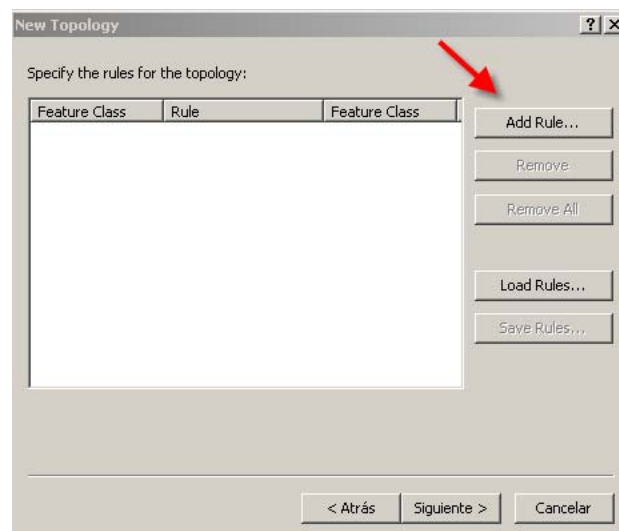 New Topology
Specify the rules for the topology:
Feature Class Rule Feature Class
Add Rule...
Remove
Remove All
Load Rules...
Save Rules...
< Atrás Siguiente > Cancelar